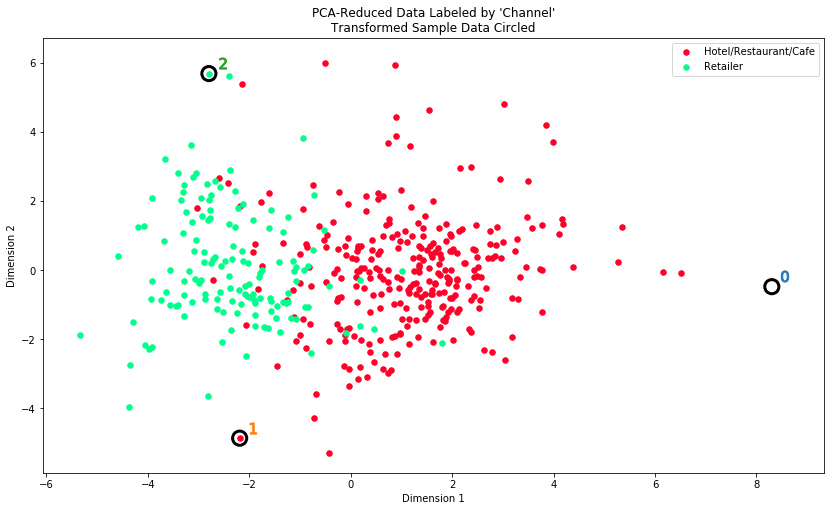 PCA-Reduced Data Labeled by 'Channel'
Transformed Sample Data Circled
Hotel/Restaurant/Cafe
Retailer
2
0
1
6
4
2
0
−2
−4
Dimension 2
−6
−4
−2
0
2
4
6
8
Dimension 1